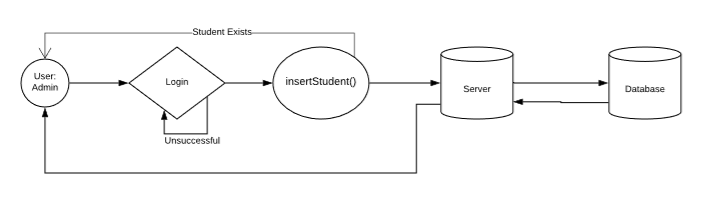 Student Exists
User:
Admin
Login
insertStudent()
Server
Database
Unsuccessful